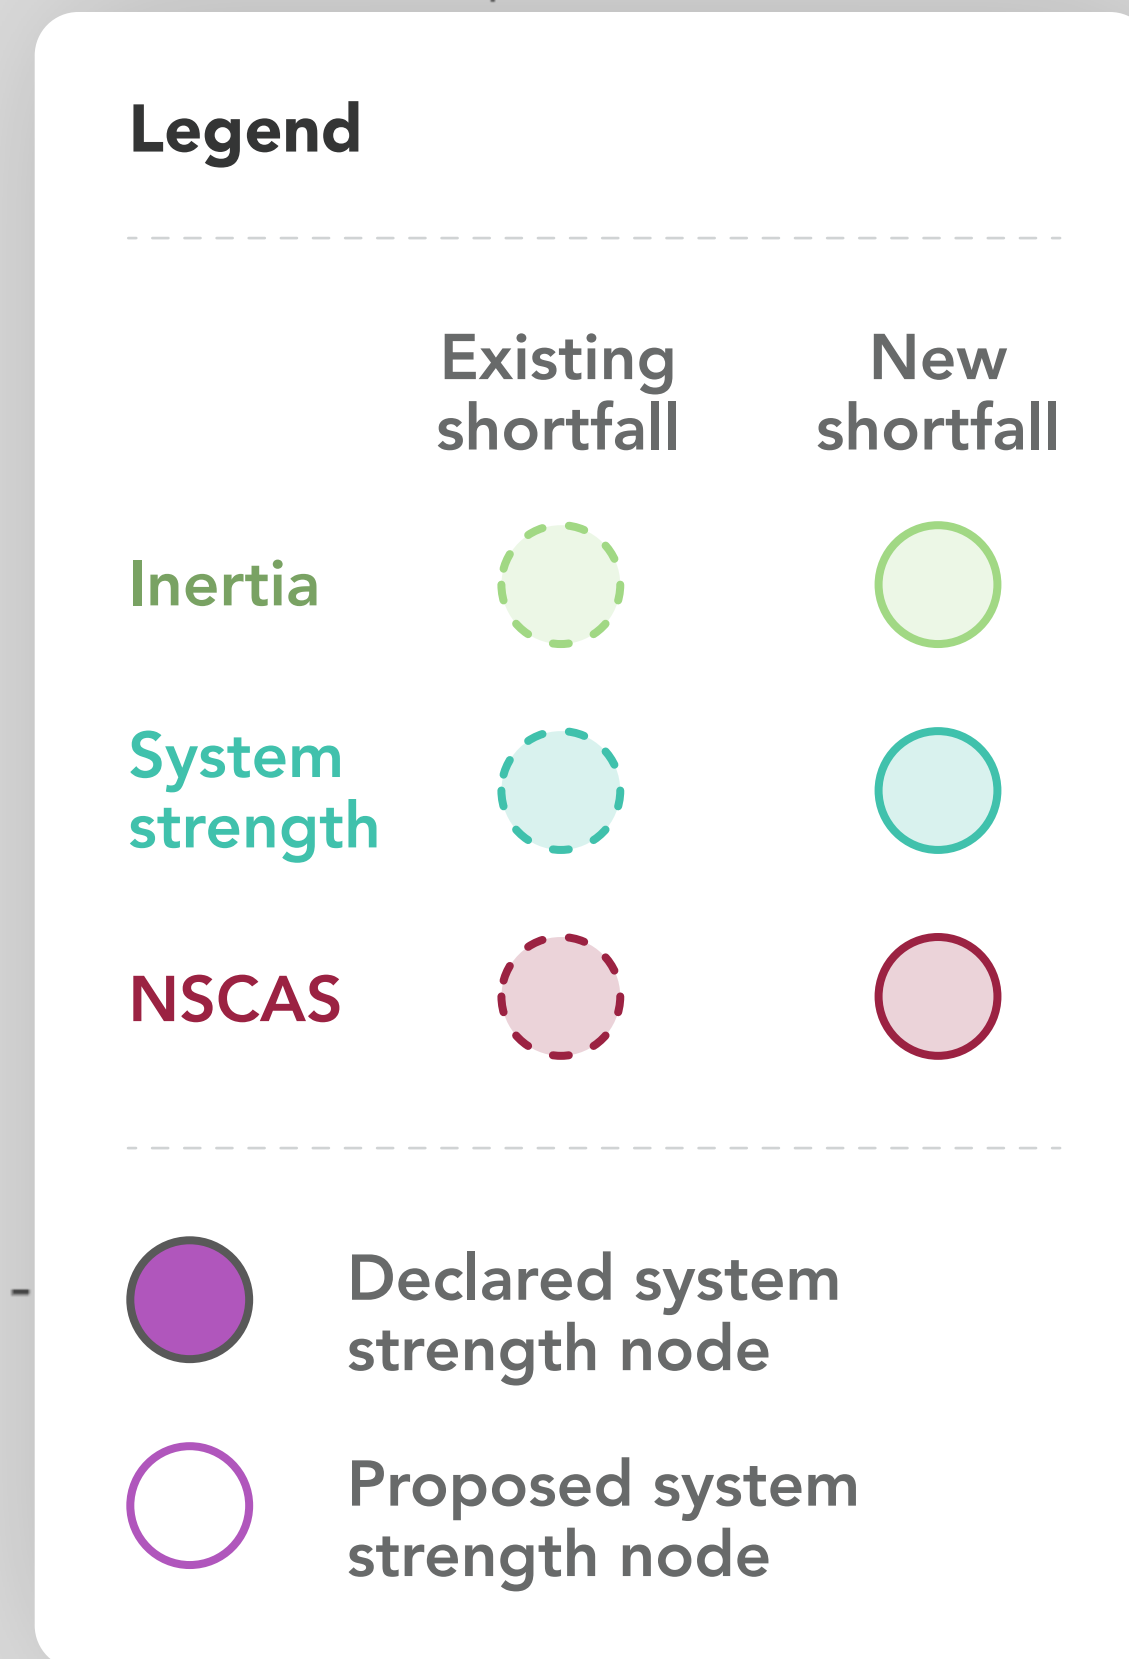 Legend
Existing
shortfall
New
shortfall
Inertia
System
strength
NSCAS
Declared system
strength node
Proposed system
strength node